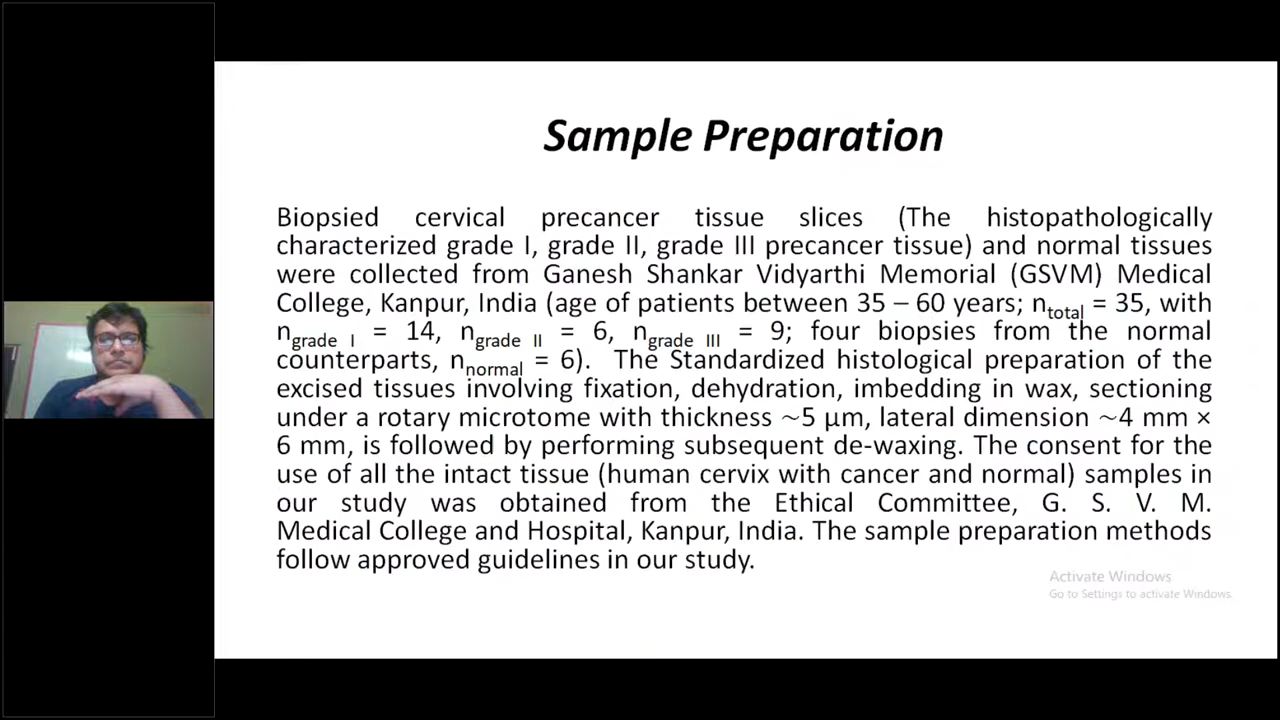 Sample Preparation
Biopsied cervical precancer tissue slices (The histopathologically
characterized grade I, grade II, grade III precancer tissue) and normal tissues
were collected from Ganesh Shankar Vidyarthi Memorial (GSVM) Medical
College, Kanpur, India (age of patients between 35 – 60 years; ntotal = 35, with
ngrade I = 14, ngrade II = 6, ngrade III = 9; four biopsies from the normal
counterparts, nnormal = 6). The Standardized histological preparation of the
excised tissues involving fixation, dehydration, imbedding in wax, sectioning
under a rotary microtome with thickness ~5 μm, lateral dimension ~4 mm ×
6 mm, is followed by performing subsequent de-waxing. The consent for the
use of all the intact tissue (human cervix with cancer and normal) samples in
our study was obtained from the Ethical Committee, G. S. V. M.
Medical College and Hospital, Kanpur, India. The sample preparation methods
follow approved guidelines in our study.
Activate Windows
Go to Settings to activate Windows.